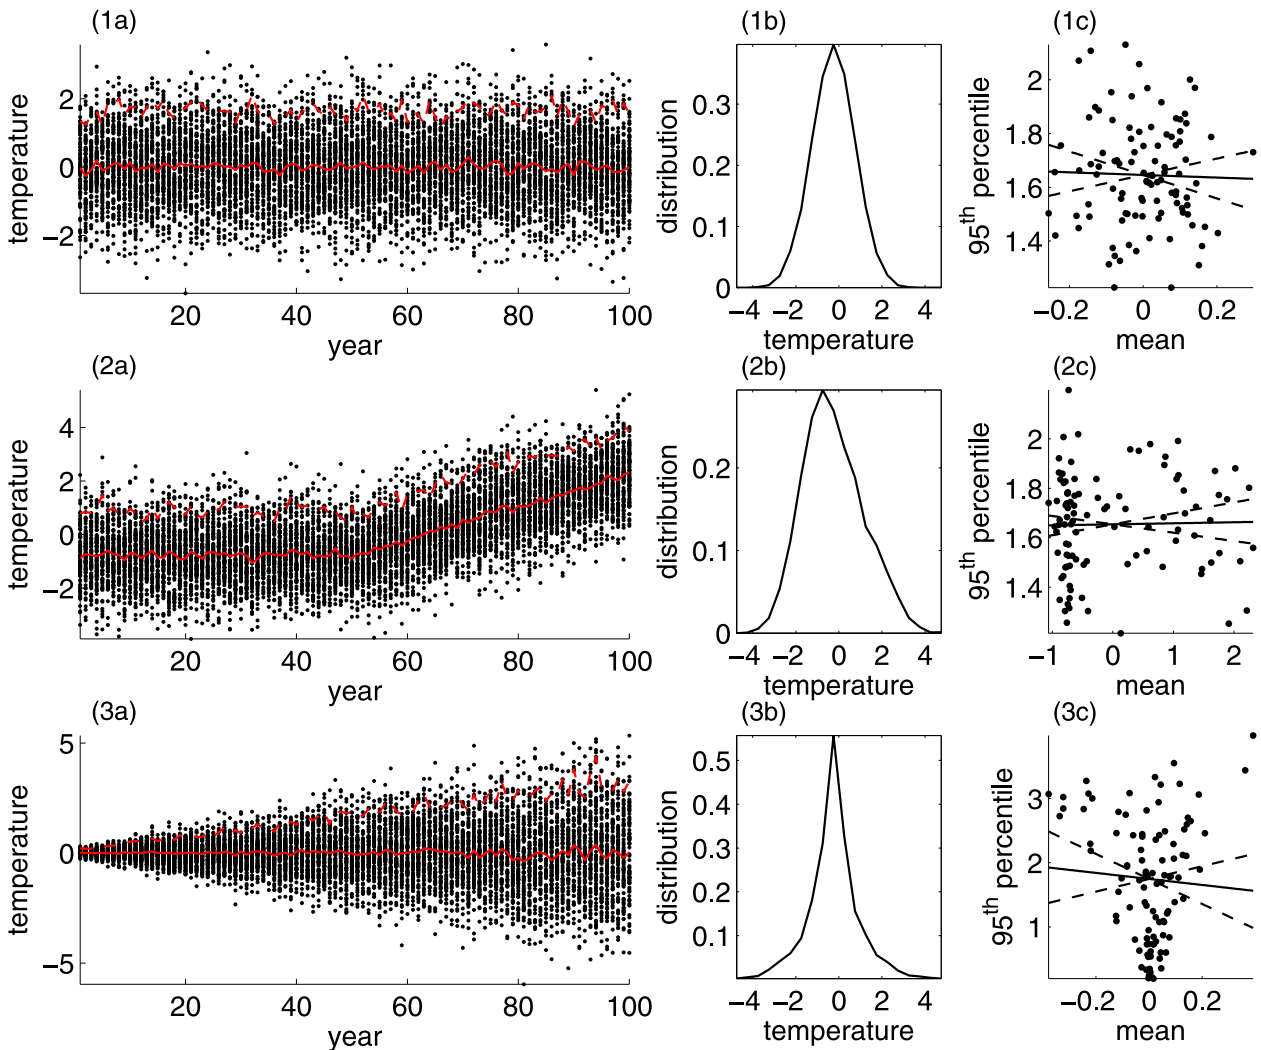 (1a)
temperature
2
0
−2
20 40 60 80 100
year
(1b)
distribution
0.3
0.2
0.1
0
−4 −2 0 2 4
temperature
(1c)
95th percentile
2
1.8
1.6
1.4
−0.2 0 0.2
mean
(2a)
temperature
4
2
0
−2
20 40 60 80 100
year
(2b)
distribution
0.2
0.1
0
−4 −2 0 2 4
temperature
(2c)
95th percentile
2
1.8
1.6
1.4
−1 0 1 2
mean
(3a)
temperature
5
0
−5
20 40 60 80 100
year
(3b)
distribution
0.5
0.4
0.3
0.2
0.1
−4 −2 0 2 4
temperature
(3c)
95th percentile
3
2
1
−0.2 0 0.2
mean